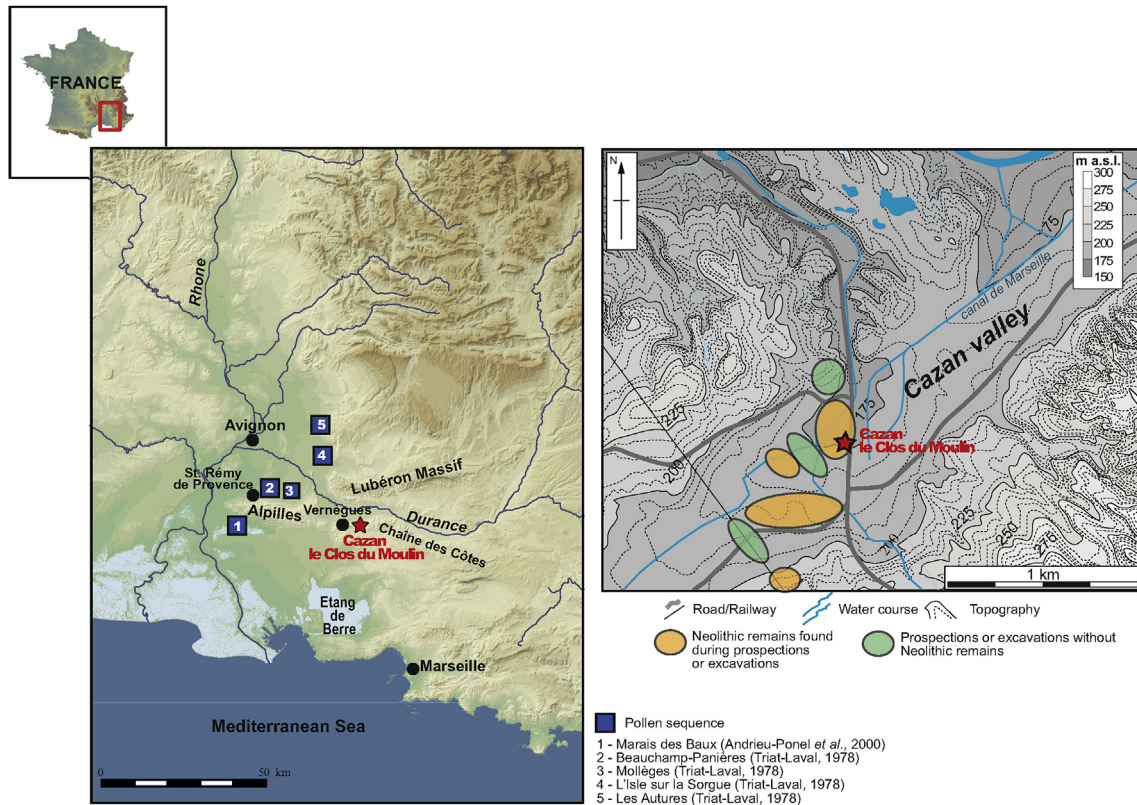 FRANCE
Rhone
Avignon
5
4
St. Rémy
de Provence
2
3
Alpilles
1
Lubéron Massif
Durance
Vernègues
Chaîne des Côtes
Cazan
le Clos du Moulin
Etang
de
Berre
Marseille
Mediterranean Sea
0 50 km
N
m a.s.l.
300
275
250
225
200
175
150
175
canal de Marseille
Cazan valley
225
175
Cazan
le Clos du Moulin
200
200
225
250
275
1 km
Road/Railway
Water course
Topography
Neolithic remains found
during prospections
or excavations
Prospections or excavations without
Neolithic remains
Pollen sequence
1 - Marais des Baux (Andrieu-Ponel et al., 2000)
2 - Beauchamp-Panières (Triat-Laval, 1978)
3 - Mollèges (Triat-Laval, 1978)
4 - L'Isle sur la Sorgue (Triat-Laval, 1978)
5 - Les Autures (Triat-Laval, 1978)